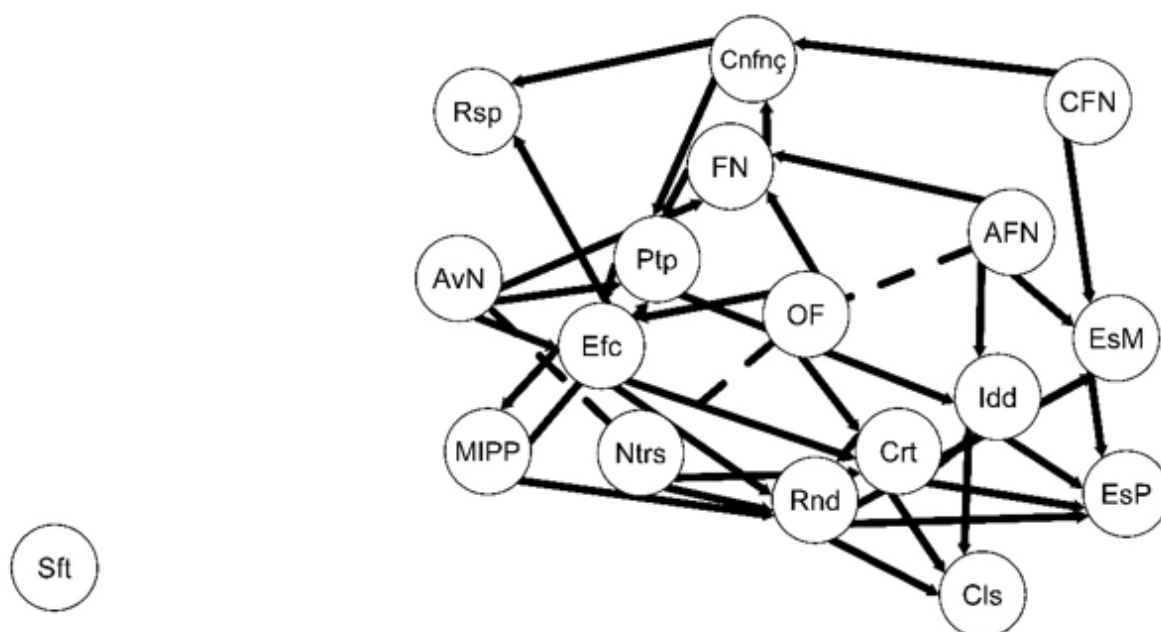 Cnfnç
CFN
Rsp
FN
AFN
Ptp
AvN
OF
EsM
Efc
Idd
MIPP
Ntrs
Crt
Rnd
EsP
Sft
Cls